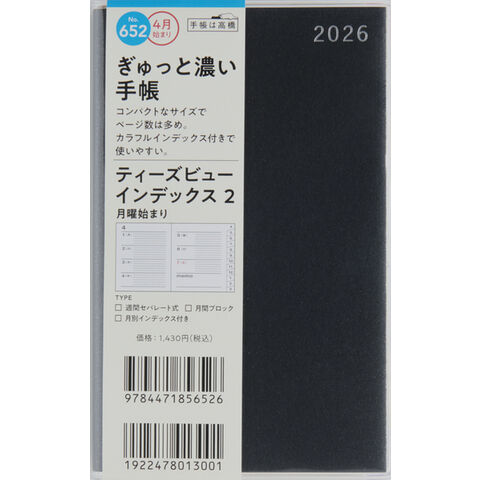 No.
652
4月
始まり
手帳は高橋
2026
ぎゅっと濃い
手帳
コンパクトなサイズで
ページ数は多め。
カラフルインデックス付きで
使いやすい。
ティーズビュー
インデックス 2
月曜始まり
4
memo
TYPE
□ 週間セパレート式 □ 月間ブロック
□ 月別インデックス付き
価格：1,430円(税込)
9784471856526
1922478013001